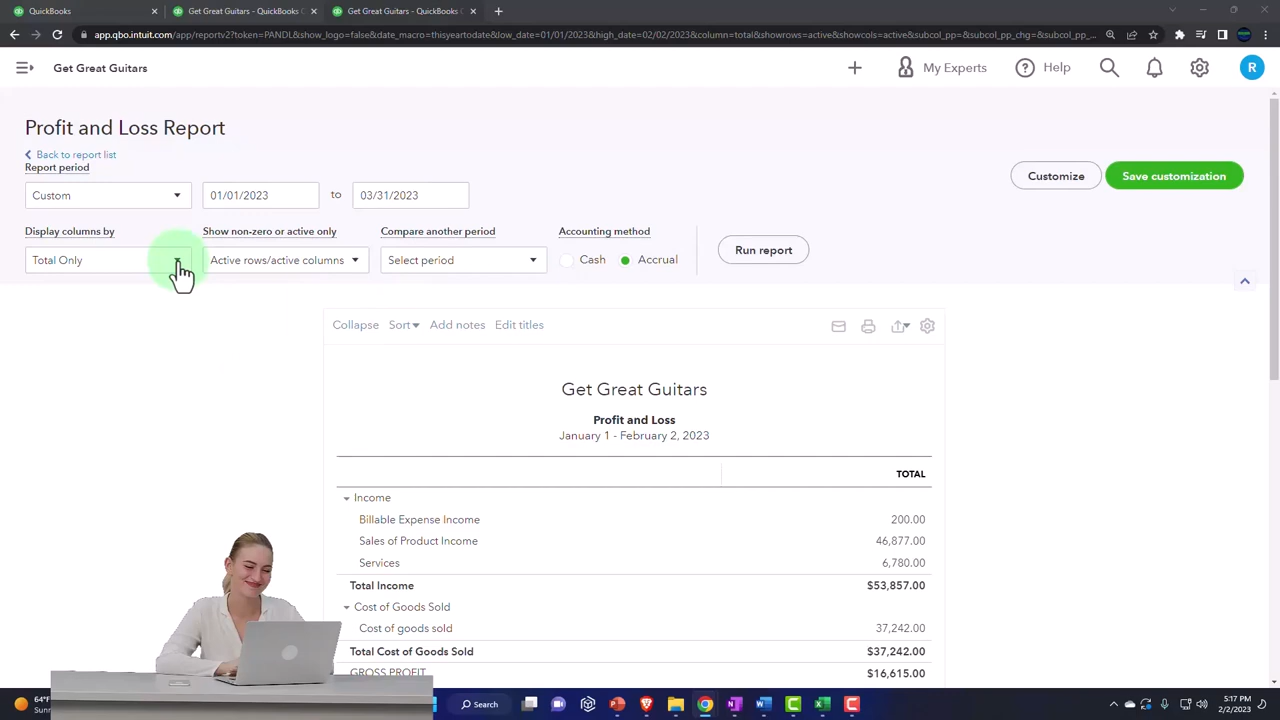 QuickBooks
Get Great Guitars - QuickBooks C
Get Great Guitars - QuickBooks C
app.qbo.intuit.com/app/reportv2?token=PANDL&show_logo=false&date_macro=thisyeartodate&low_date=01/01/2023&high_date=02/02/2023&column=total&showrows=active&showcols=active&subcol_pp=&subcol_pp_chg=&subcol_pp_...
Get Great Guitars
My Experts
Help
R
Profit and Loss Report
Back to report list
Report period
Custom
01/01/2023
to
03/31/2023
Customize
Save customization
Display columns by
Show non-zero or active only
Compare another period
Accounting method
Total Only
Active rows/active columns
Select period
Cash
Accrual
Run report
Collapse
Sort
Add notes
Edit titles
Get Great Guitars
Profit and Loss
January 1 - February 2, 2023
TOTAL
Income
Billable Expense Income 200.00
Sales of Product Income 46,877.00
Services 6,780.00
Total Income $53,857.00
Cost of Goods Sold
Cost of goods sold 37,242.00
Total Cost of Goods Sold $37,242.00
GROSS PROFIT $16,615.00
64°F
Search
5:17 PM
2/2/2023